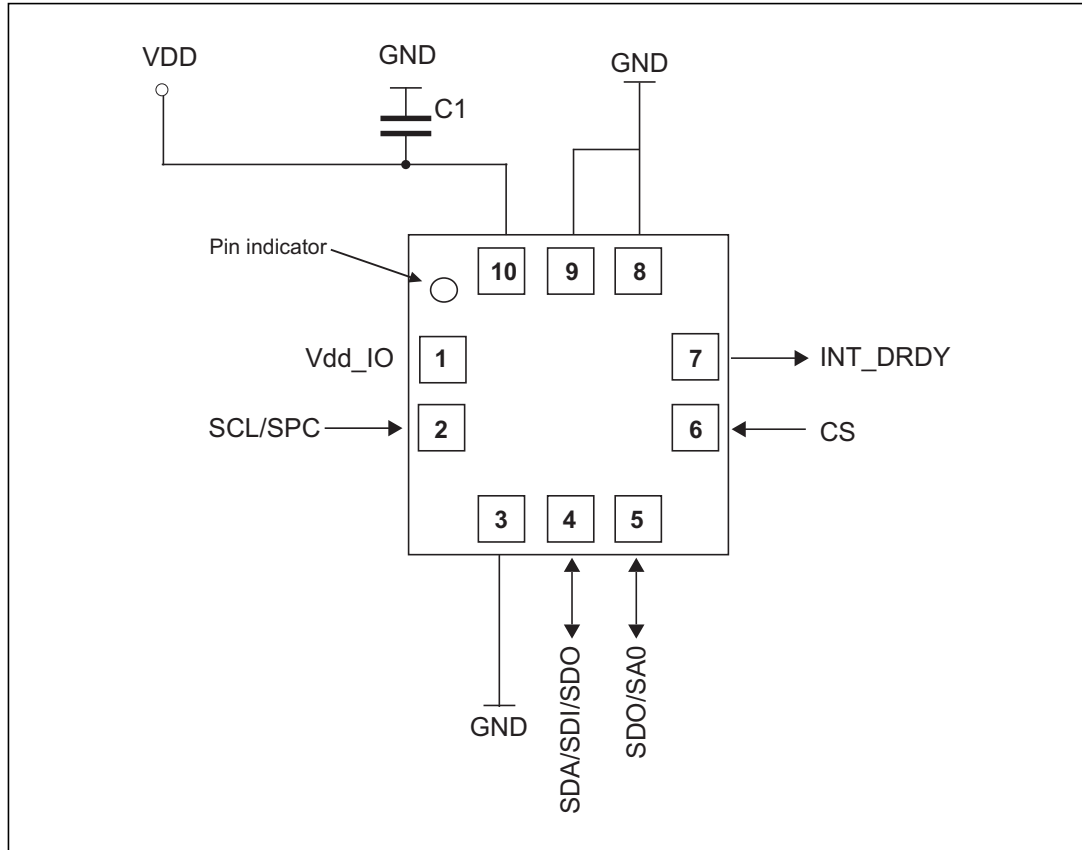 VDD
GND
C1
GND
Pin indicator
10
9
8
Vdd_IO
1
7
INT_DRDY
SCL/SPC
2
6
CS
3
4
5
GND
SDA/SDI/SDO
SDO/SA0